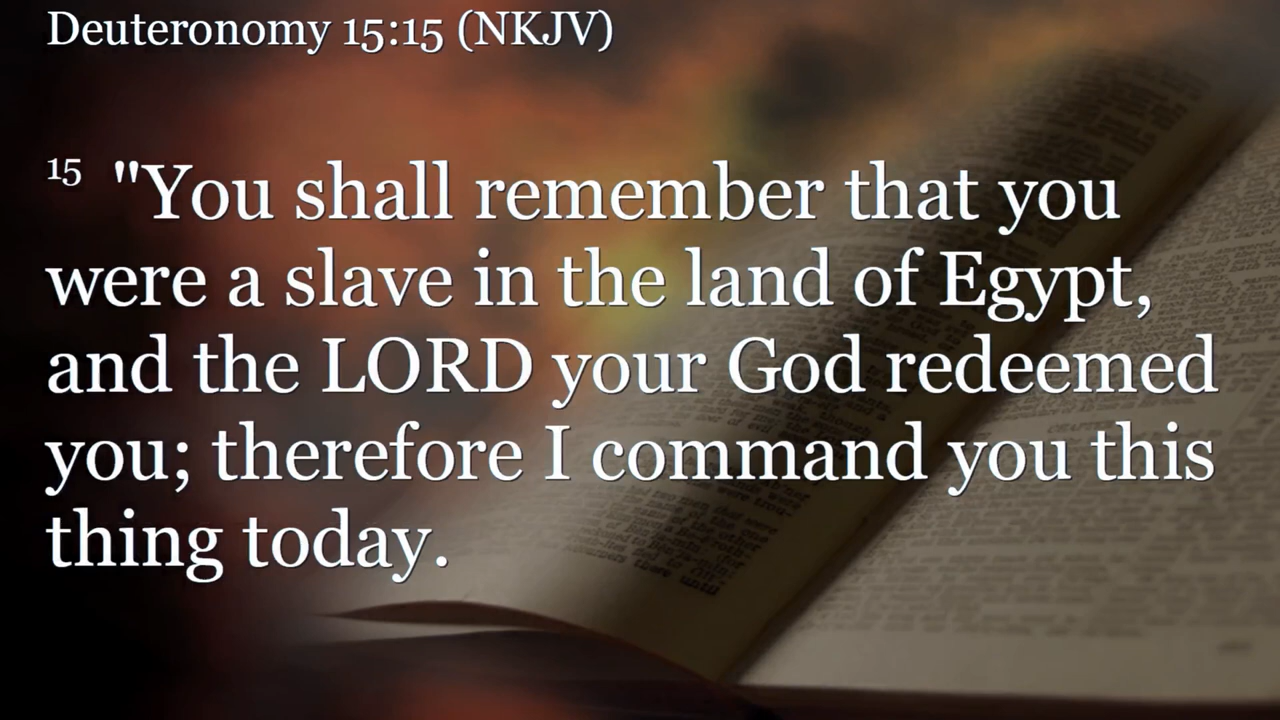 Deuteronomy 15:15 (NKJV)
15 "You shall remember that you
were a slave in the land of Egypt,
and the LORD your God redeemed
you; therefore I command you this
thing today.